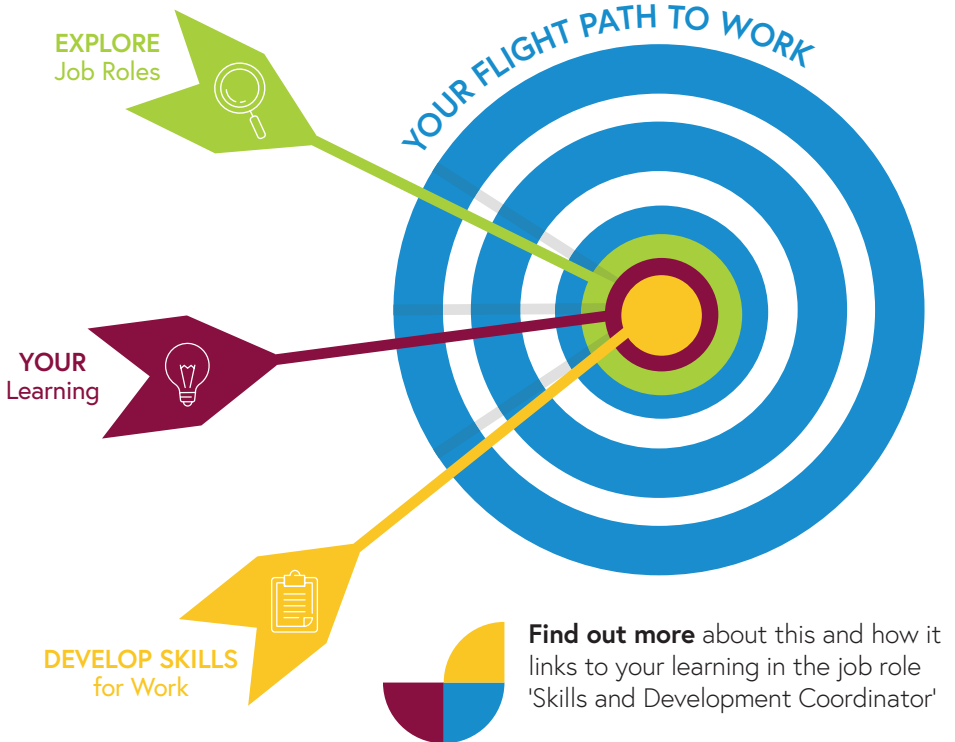 YOUR FLIGHT PATH TO WORK
EXPLORE
Job Roles
YOUR
Learning
DEVELOP SKILLS
for Work
Find out more about this and how it
links to your learning in the job role
'Skills and Development Coordinator'